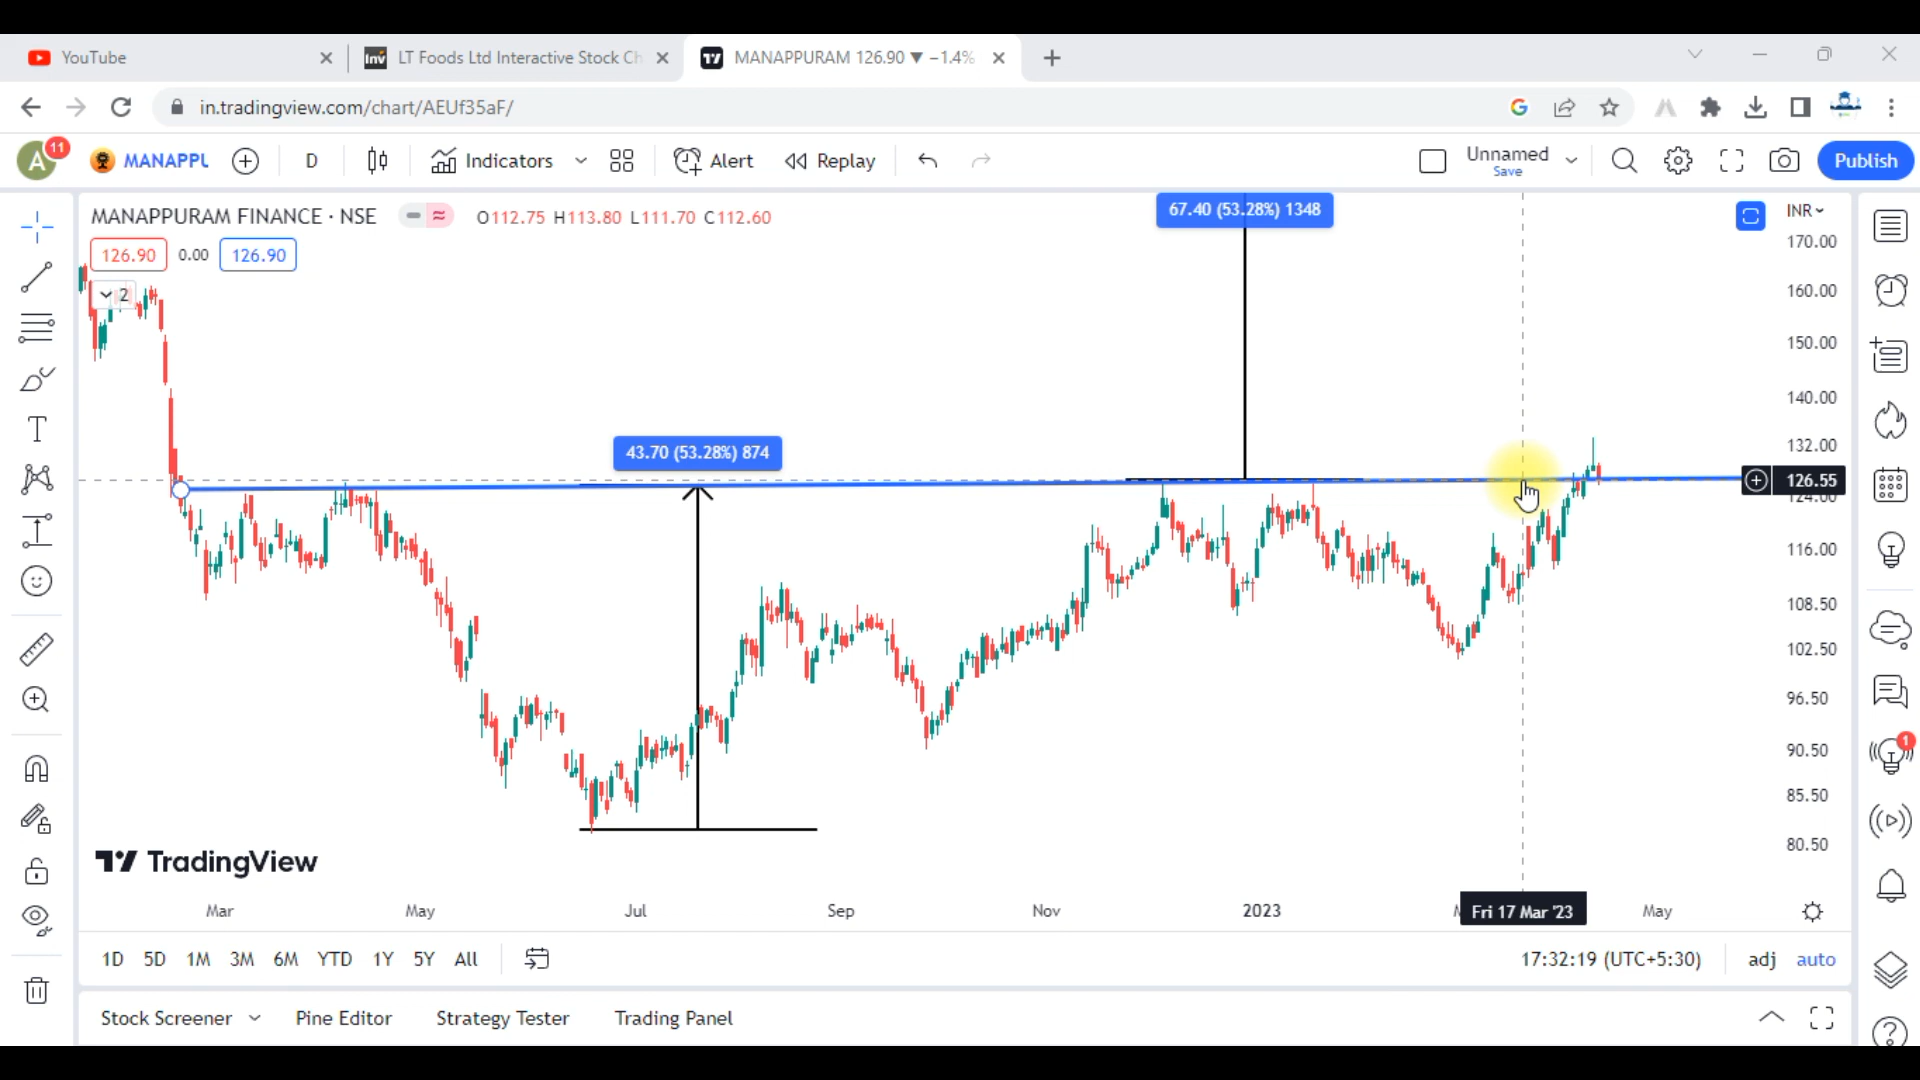 YouTube
Inv LT Foods Ltd Interactive Stock Ch
MANAPPURAM 126.90 ▼ −1.4%
in.tradingview.com/chart/AEUf35aF/
A 11
MANAPPU
D
Indicators
Alert
Replay
Unnamed
Save
Publish
MANAPPURAM FINANCE · NSE
O112.75 H113.80 L111.70 C112.60
126.90 0.00 126.90
2
67.40 (53.28%) 1348
43.70 (53.28%) 874
INR
170.00
160.00
150.00
140.00
132.00
126.55
124.00
116.00
108.50
102.50
96.50
90.50
85.50
80.50
1
TradingView
Mar May Jul Sep Nov 2023 Fri 17 Mar '23 May
1D 5D 1M 3M 6M YTD 1Y 5Y All
17:32:19 (UTC+5:30) adj auto
Stock Screener Pine Editor Strategy Tester Trading Panel